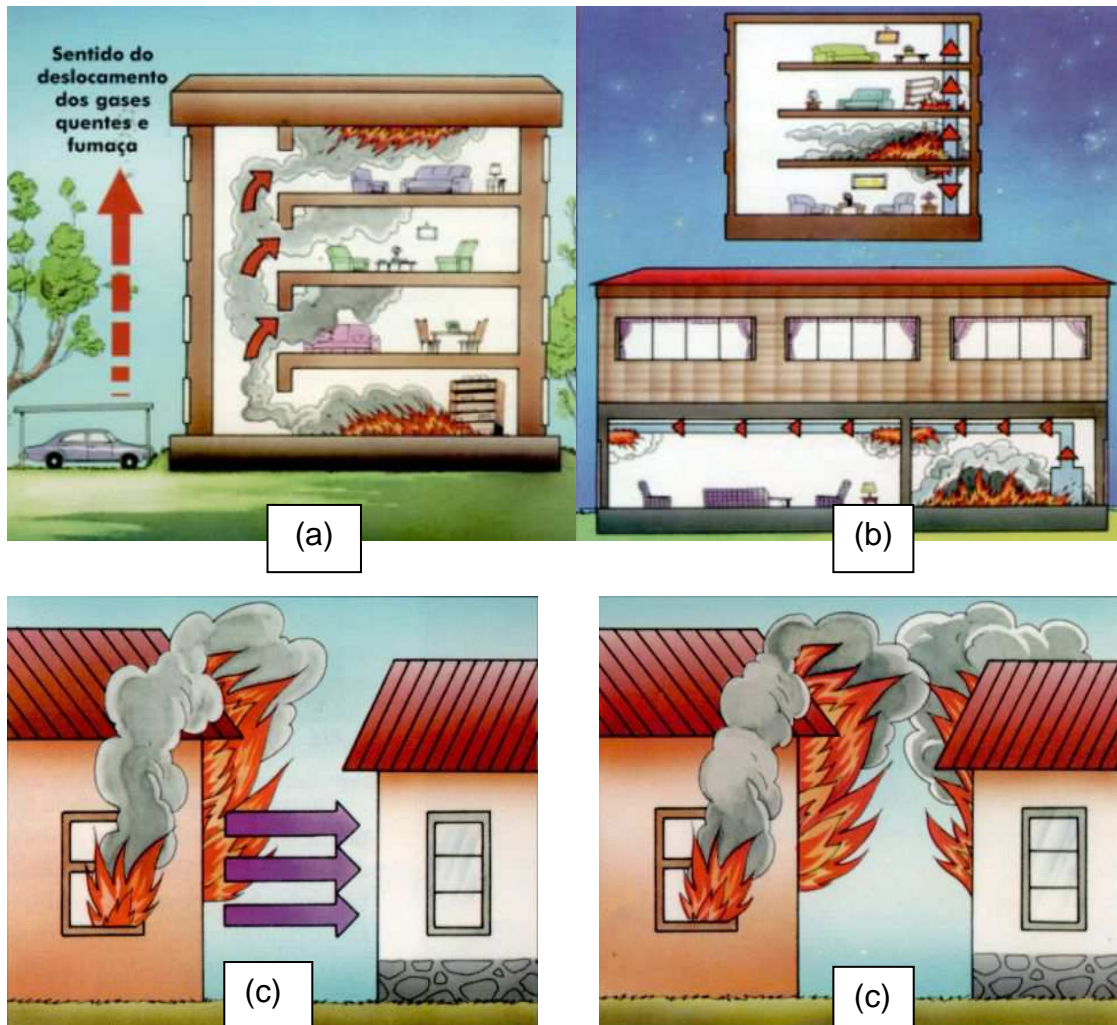 Sentido do
deslocamento
dos gases
quentes e
fumaça
(a)
(b)
(c)
(c)